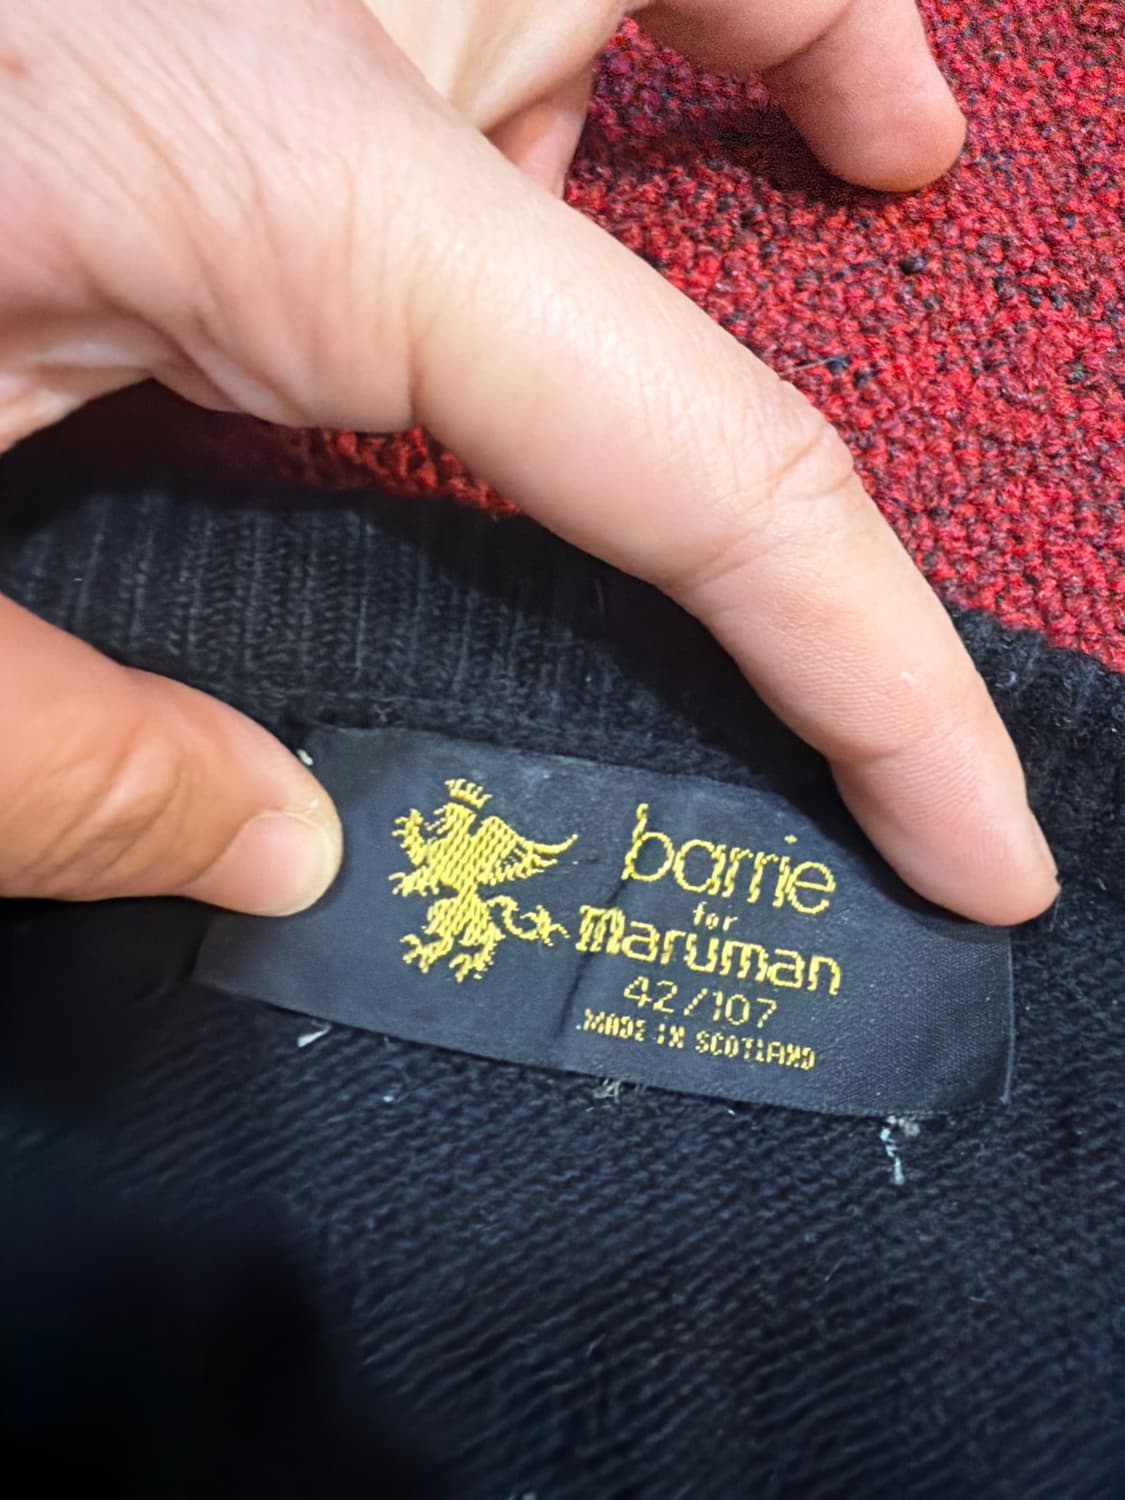 barrie
for
Maruman
42/107
MADE IN SCOTLAND